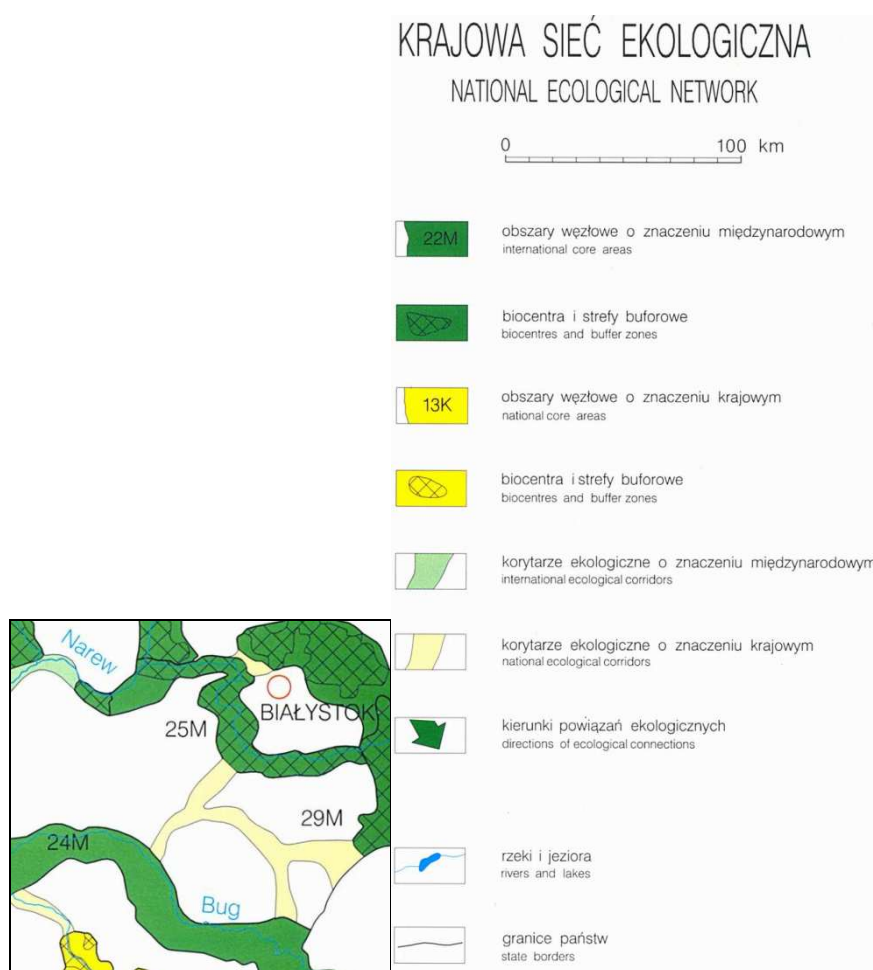 KRAJOWA SIEĆ EKOLOGICZNA
NATIONAL ECOLOGICAL NETWORK
0 100 km
22M
obszary węzłowe o znaczeniu międzynarodowym
international core areas
biocentra i strefy buforowe
biocentres and buffer zones
13K
obszary węzłowe o znaczeniu krajowym
national core areas
biocentra i strefy buforowe
biocentres and buffer zones
korytarze ekologiczne o znaczeniu międzynarodowym
international ecological corridors
korytarze ekologiczne o znaczeniu krajowym
national ecological corridors
kierunki powiązań ekologicznych
directions of ecological connections
rzeki i jeziora
rivers and lakes
granice państw
state borders
Narew
BIAŁYSTOK
25M
29M
24M
Bug